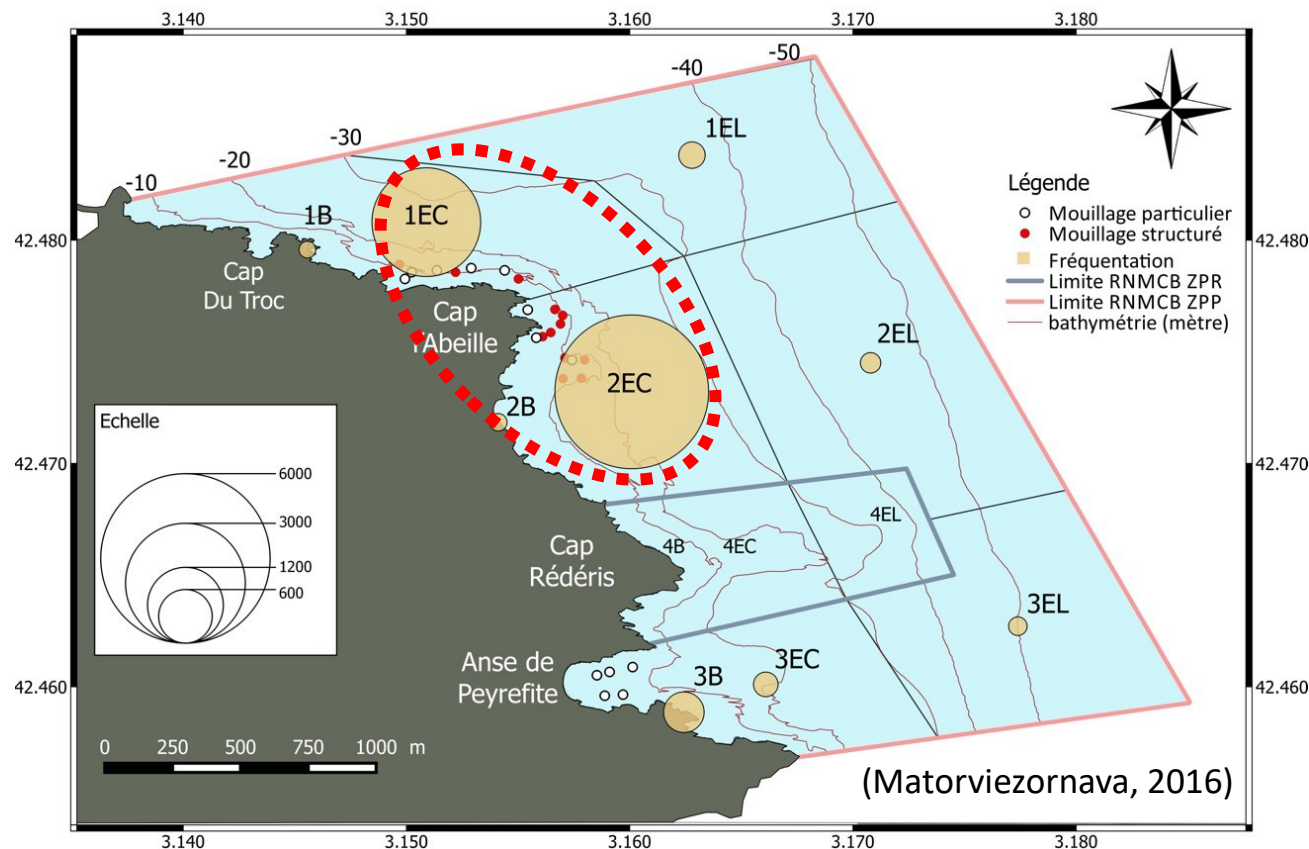 3.140 3.150 3.160 3.170 3.180
-50
-40
-30
-20
-10
1EL
Légende
Mouillage particulier
Mouillage structuré
Fréquentation
Limite RNMCB ZPR
Limite RNMCB ZPP
bathymétrie (mètre)
1EC
1B
42.480 42.480
Cap
Du Troc
Cap
l'Abeille
2EL
2EC
2B
Echelle
6000
3000
1200
600
42.470 42.470
4EL
4B 4EC
Cap
Rédéris
3EL
Anse de
Peyrefite
3EC
3B
42.460 42.460
0 250 500 750 1000 m
(Matorviezornava, 2016)
3.140 3.150 3.160 3.170 3.180